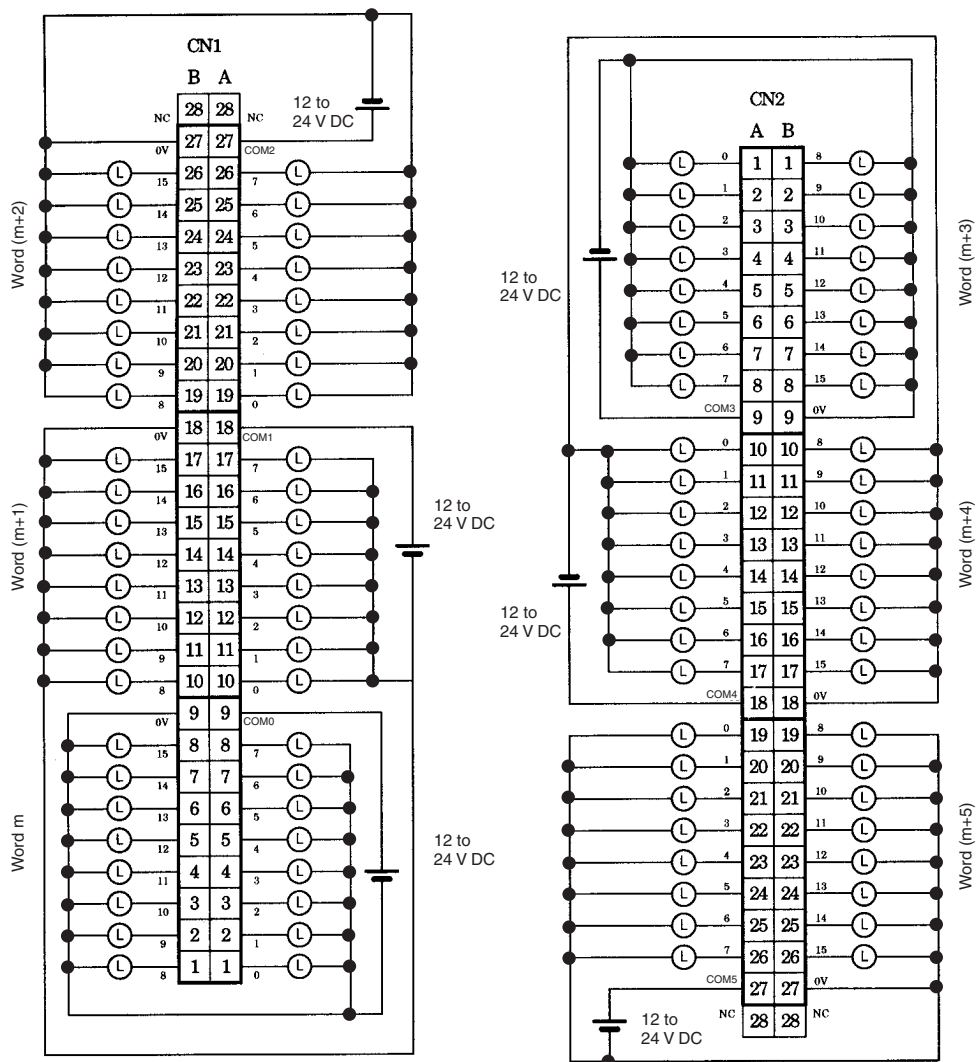 CN1
B A
28 28
NC NC
12 to
24 V DC
27 27
0V COM2
L 15 26 26 7 L
L 14 25 25 6 L
L 13 24 24 5 L
L 12 23 23 4 L
L 11 22 22 3 L
L 10 21 21 2 L
L 9 20 20 1 L
L 8 19 19 0 L
Word (m+2)
0V 18 18 COM1
L 15 17 17 7 L
L 14 16 16 6 L
L 13 15 15 5 L
L 12 14 14 4 L
L 11 13 13 3 L
L 10 12 12 2 L
L 9 11 11 1 L
L 8 10 10 0 L
Word (m+1)
12 to
24 V DC
0V 9 9 COM0
L 15 8 8 7 L
L 14 7 7 6 L
L 13 6 6 5 L
L 12 5 5 4 L
L 11 4 4 3 L
L 10 3 3 2 L
L 9 2 2 1 L
L 8 1 1 0 L
Word m
12 to
24 V DC
CN2
A B
L 0 1 1 8 L
L 1 2 2 9 L
L 2 3 3 10 L
L 3 4 4 11 L
L 4 5 5 12 L
L 5 6 6 13 L
L 6 7 7 14 L
L 7 8 8 15 L
COM3 9 9 0V
12 to
24 V DC
Word (m+3)
L 0 10 10 8 L
L 1 11 11 9 L
L 2 12 12 10 L
L 3 13 13 11 L
L 4 14 14 12 L
L 5 15 15 13 L
L 6 16 16 14 L
L 7 17 17 15 L
COM4 18 18 0V
12 to
24 V DC
Word (m+4)
L 0 19 19 8 L
L 1 20 20 9 L
L 2 21 21 10 L
L 3 22 22 11 L
L 4 23 23 12 L
L 5 24 24 13 L
L 6 25 25 14 L
L 7 26 26 15 L
COM5 27 27 0V
NC 28 28 NC
12 to
24 V DC
Word (m+5)